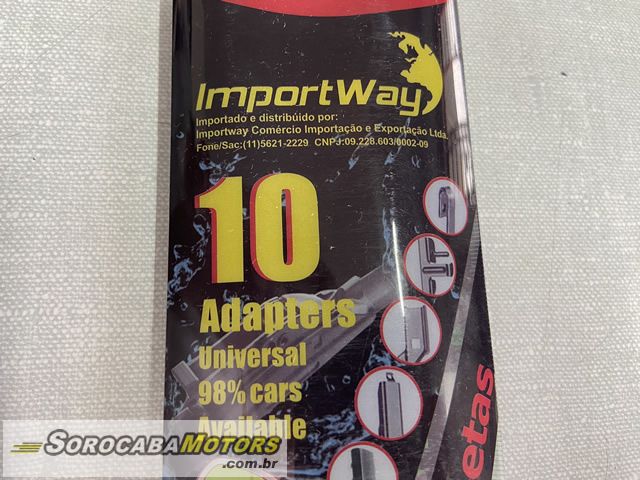 ImportWay
Importado e distribúido por:
Importway Comércio Importação e Exportação Ltda.
Fone/Sac:(11)5621-2229 CNPJ:09.228.603/0002-09
10
Adapters
Universal
98% cars
Available
etas
SOROCABAMOTORS
.com.br